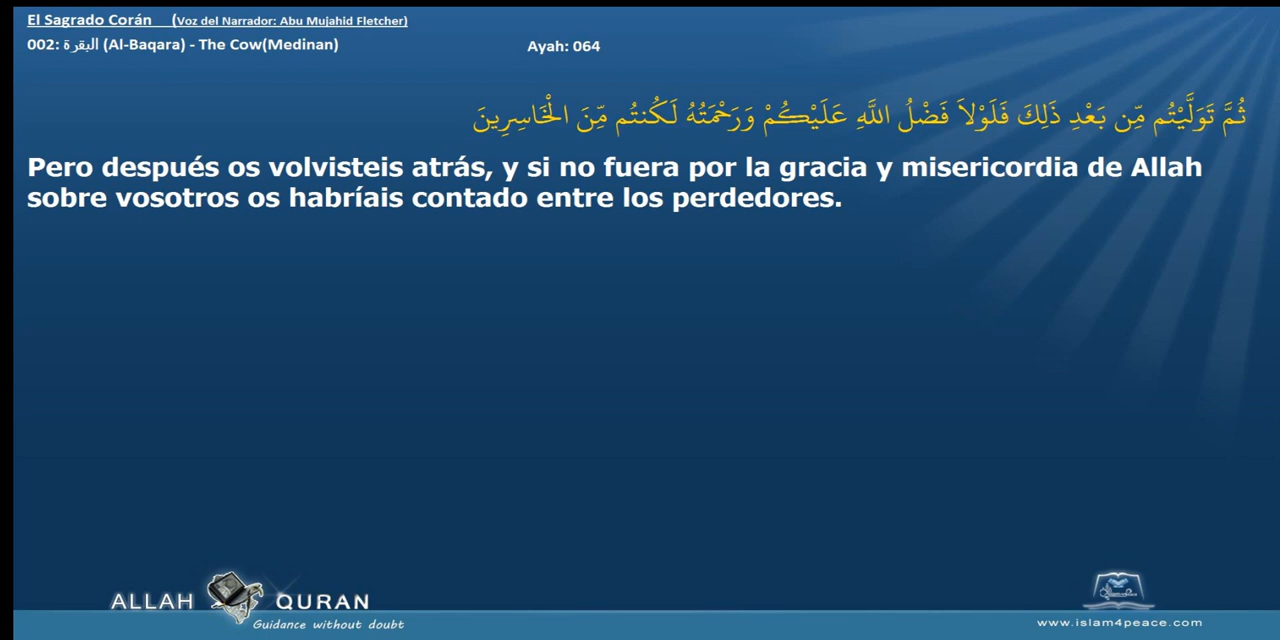 El Sagrado Corán (Voz del Narrador: Abu Mujahid Fletcher)
002: البقرة (Al-Baqara) - The Cow(Medinan) Ayah: 064
ثُمَّ تَوَلَّيْتُم مِّن بَعْدِ ذَلِكَ فَلَوْلاَ فَضْلُ اللَّهِ عَلَيْكُمْ وَرَحْمَتُهُ لَكُنتُم مِّنَ الْخَاسِرِينَ
Pero después os volvisteis atrás, y si no fuera por la gracia y misericordia de Allah
sobre vosotros os habríais contado entre los perdedores.
ALLAH QURAN
Guidance without doubt
www.islam4peace.com